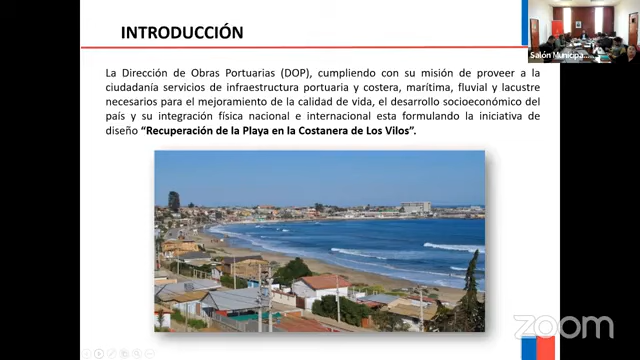 INTRODUCCIÓN
Salón Municipa...
La Dirección de Obras Portuarias (DOP), cumpliendo con su misión de proveer a la
ciudadanía servicios de infraestructura portuaria y costera, marítima, fluvial y lacustre
necesarios para el mejoramiento de la calidad de vida, el desarrollo socioeconómico del
país y su integración física nacional e internacional esta formulando la iniciativa de
diseño “Recuperación de la Playa en la Costanera de Los Vilos”.
zoom